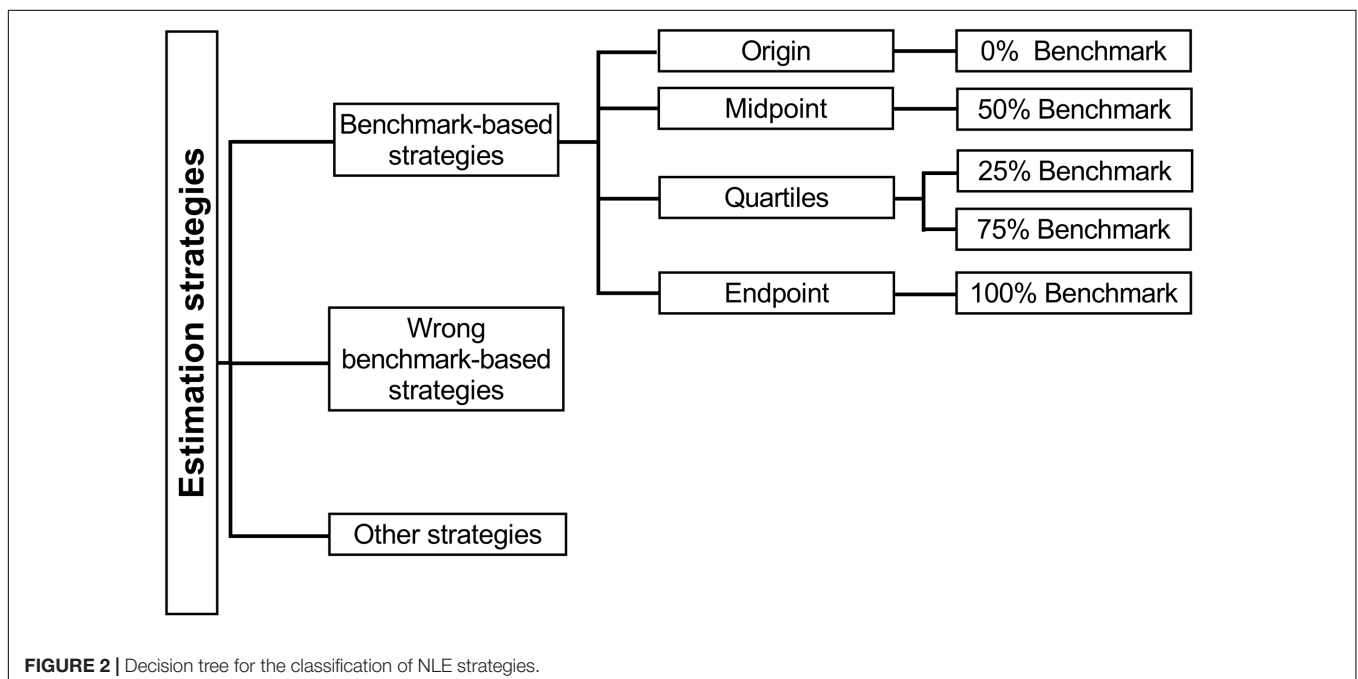 Estimation strategies
Benchmark-based
strategies
Origin
0% Benchmark
Midpoint
50% Benchmark
Quartiles
25% Benchmark
75% Benchmark
Endpoint
100% Benchmark
Wrong
benchmark-based
strategies
Other strategies
FIGURE 2 | Decision tree for the classification of NLE strategies.